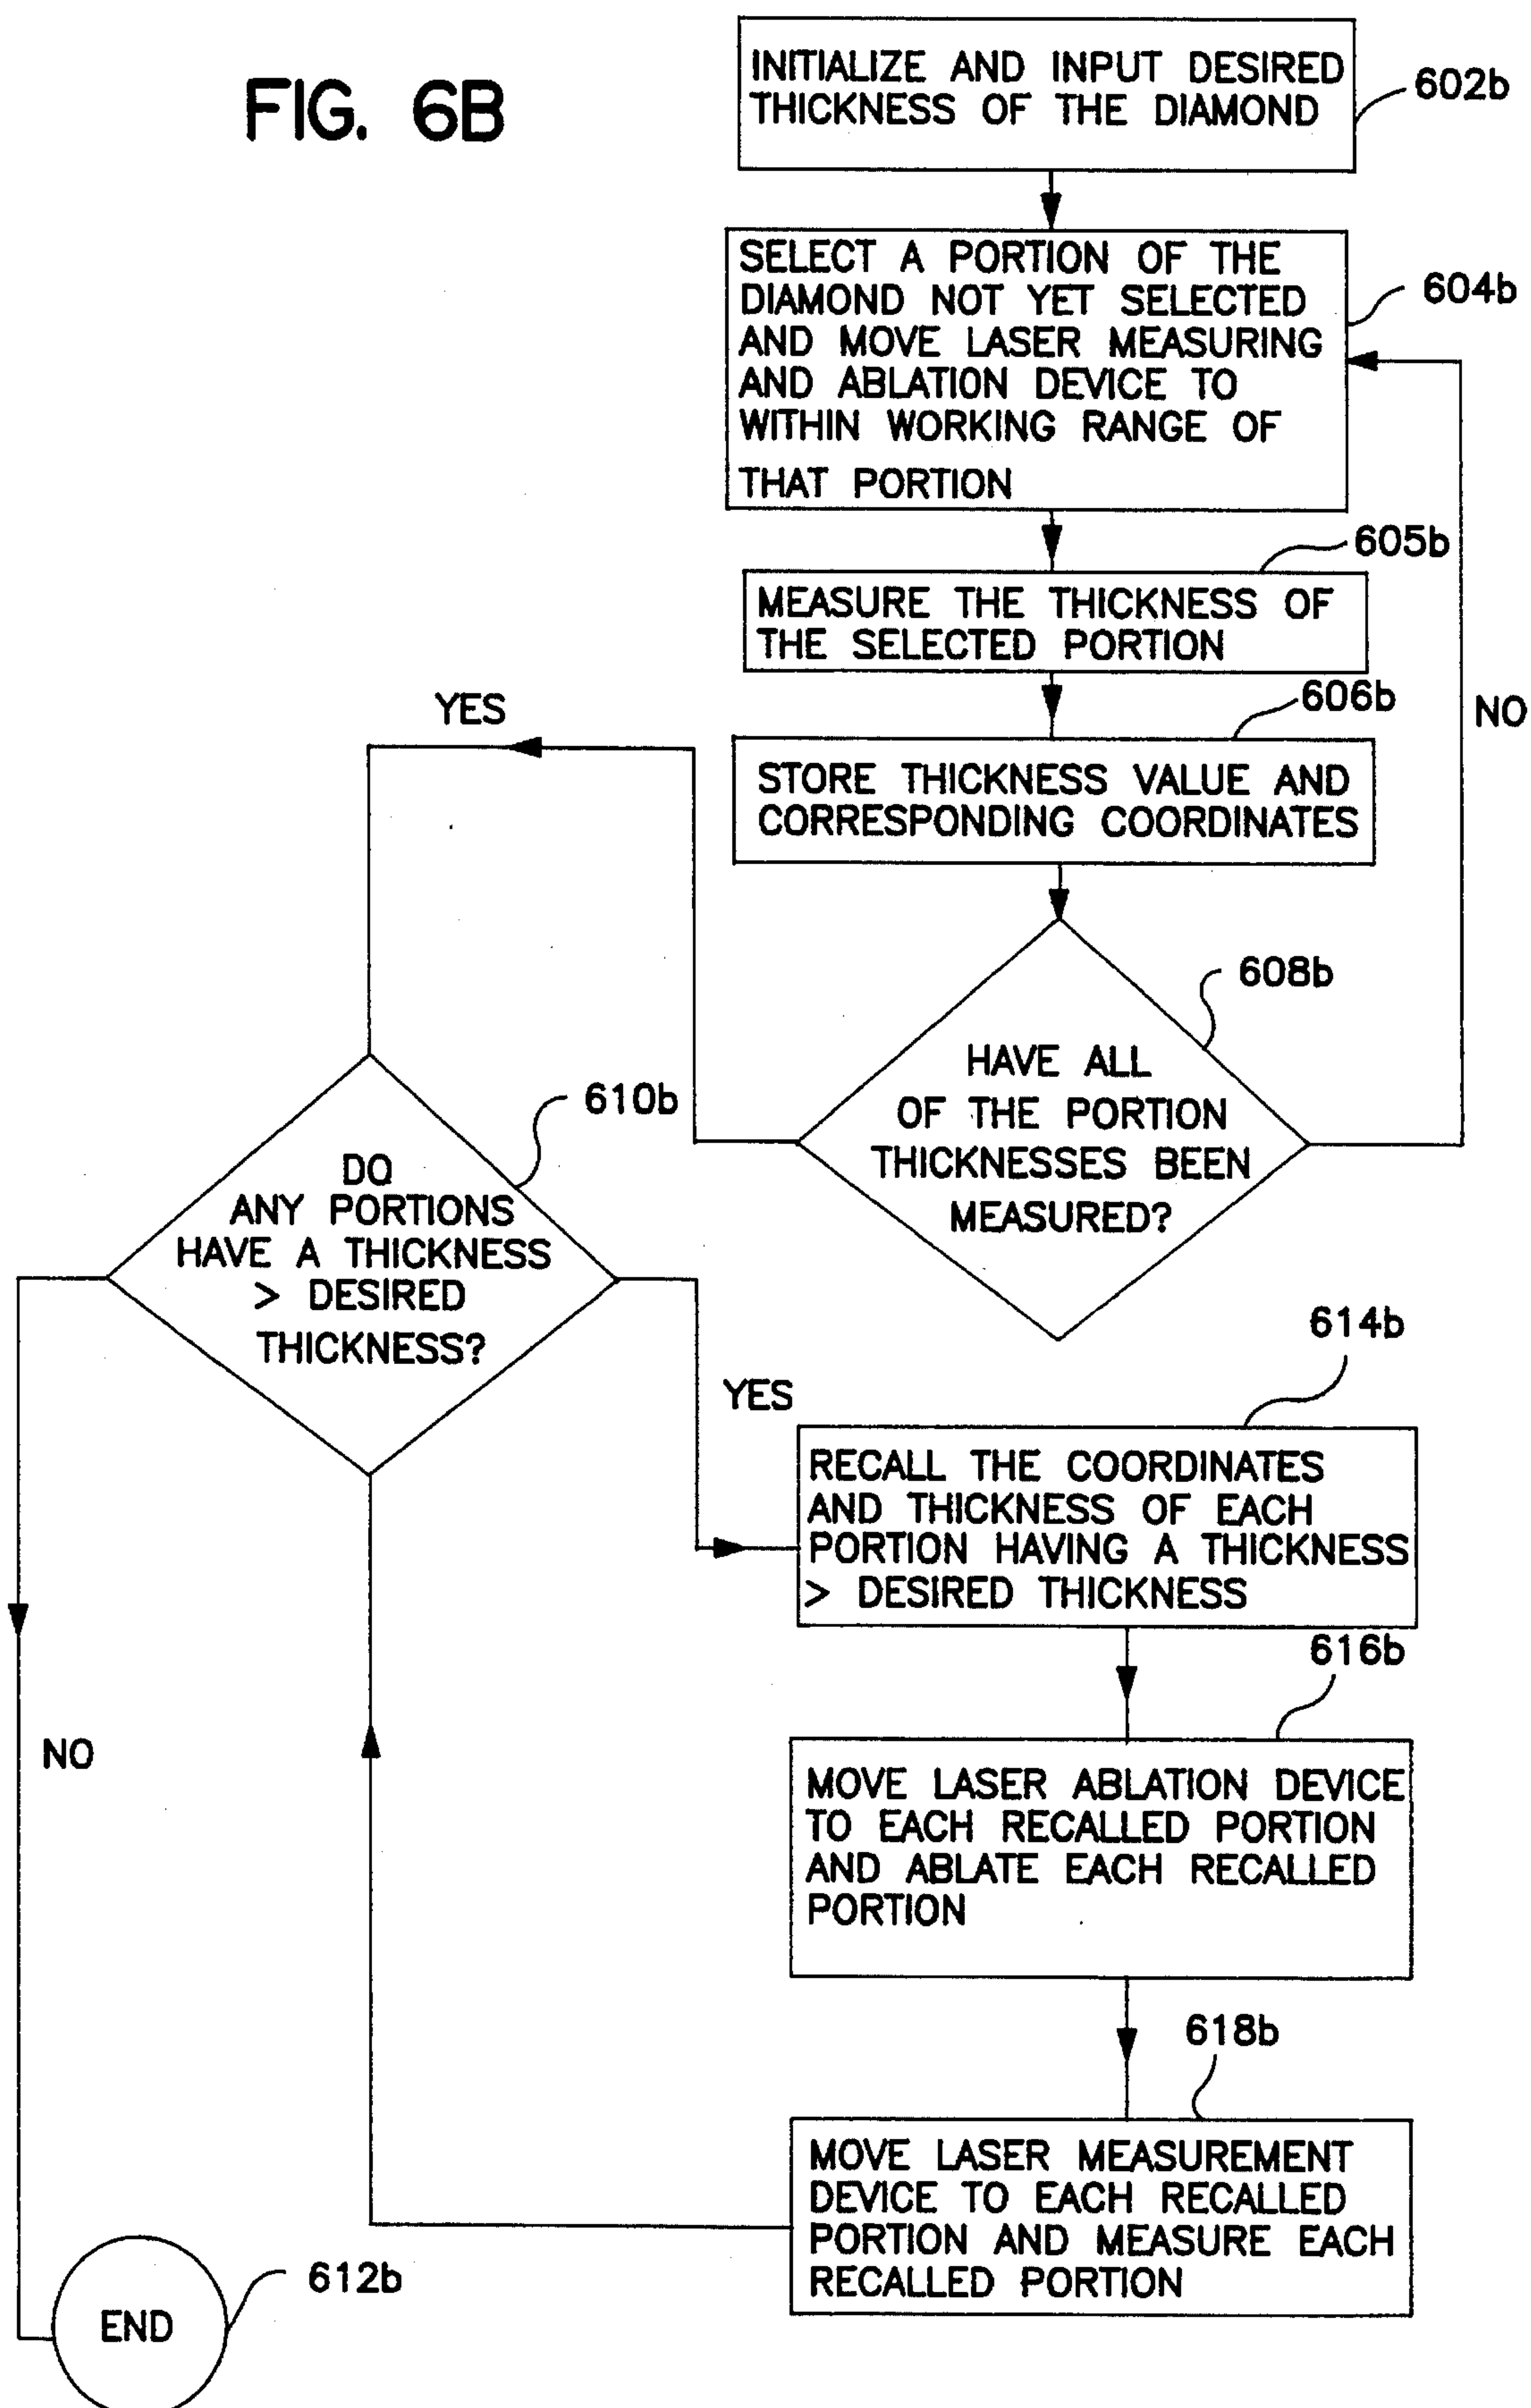 FIG. 6B
INITIALIZE AND INPUT DESIRED
THICKNESS OF THE DIAMOND
602b
SELECT A PORTION OF THE
DIAMOND NOT YET SELECTED
AND MOVE LASER MEASURING
AND ABLATION DEVICE TO
WITHIN WORKING RANGE OF
THAT PORTION
604b
605b
MEASURE THE THICKNESS OF
THE SELECTED PORTION
606b
STORE THICKNESS VALUE AND
CORRESPONDING COORDINATES
YES
NO
608b
HAVE ALL
OF THE PORTION
THICKNESSES BEEN
MEASURED?
610b
DO
ANY PORTIONS
HAVE A THICKNESS
> DESIRED
THICKNESS?
YES
614b
RECALL THE COORDINATES
AND THICKNESS OF EACH
PORTION HAVING A THICKNESS
> DESIRED THICKNESS
616b
MOVE LASER ABLATION DEVICE
TO EACH RECALLED PORTION
AND ABLATE EACH RECALLED
PORTION
NO
618b
MOVE LASER MEASUREMENT
DEVICE TO EACH RECALLED
PORTION AND MEASURE EACH
RECALLED PORTION
612b
END